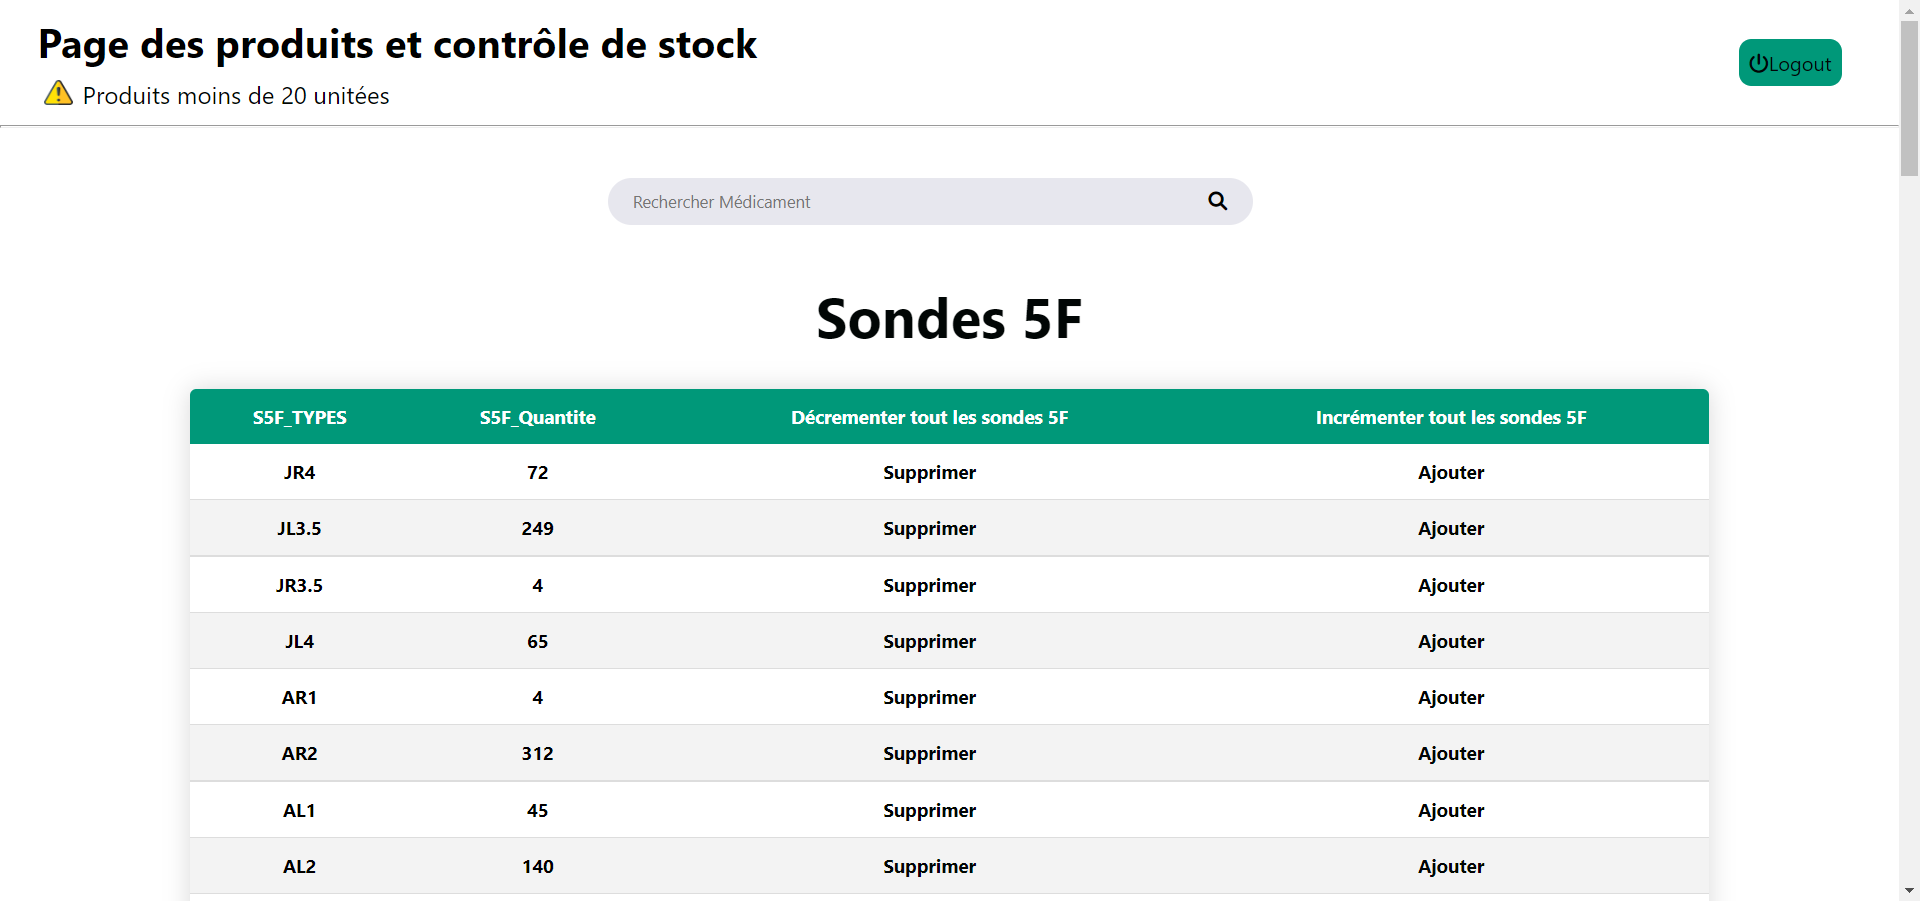 Page des produits et contrôle de stock
Produits moins de 20 unitées
Logout
Rechercher Médicament
Sondes 5F
S5F_TYPES S5F_Quantite Décrementer tout les sondes 5F Incrémenter tout les sondes 5F
JR4 72 Supprimer Ajouter
JL3.5 249 Supprimer Ajouter
JR3.5 4 Supprimer Ajouter
JL4 65 Supprimer Ajouter
AR1 4 Supprimer Ajouter
AR2 312 Supprimer Ajouter
AL1 45 Supprimer Ajouter
AL2 140 Supprimer Ajouter